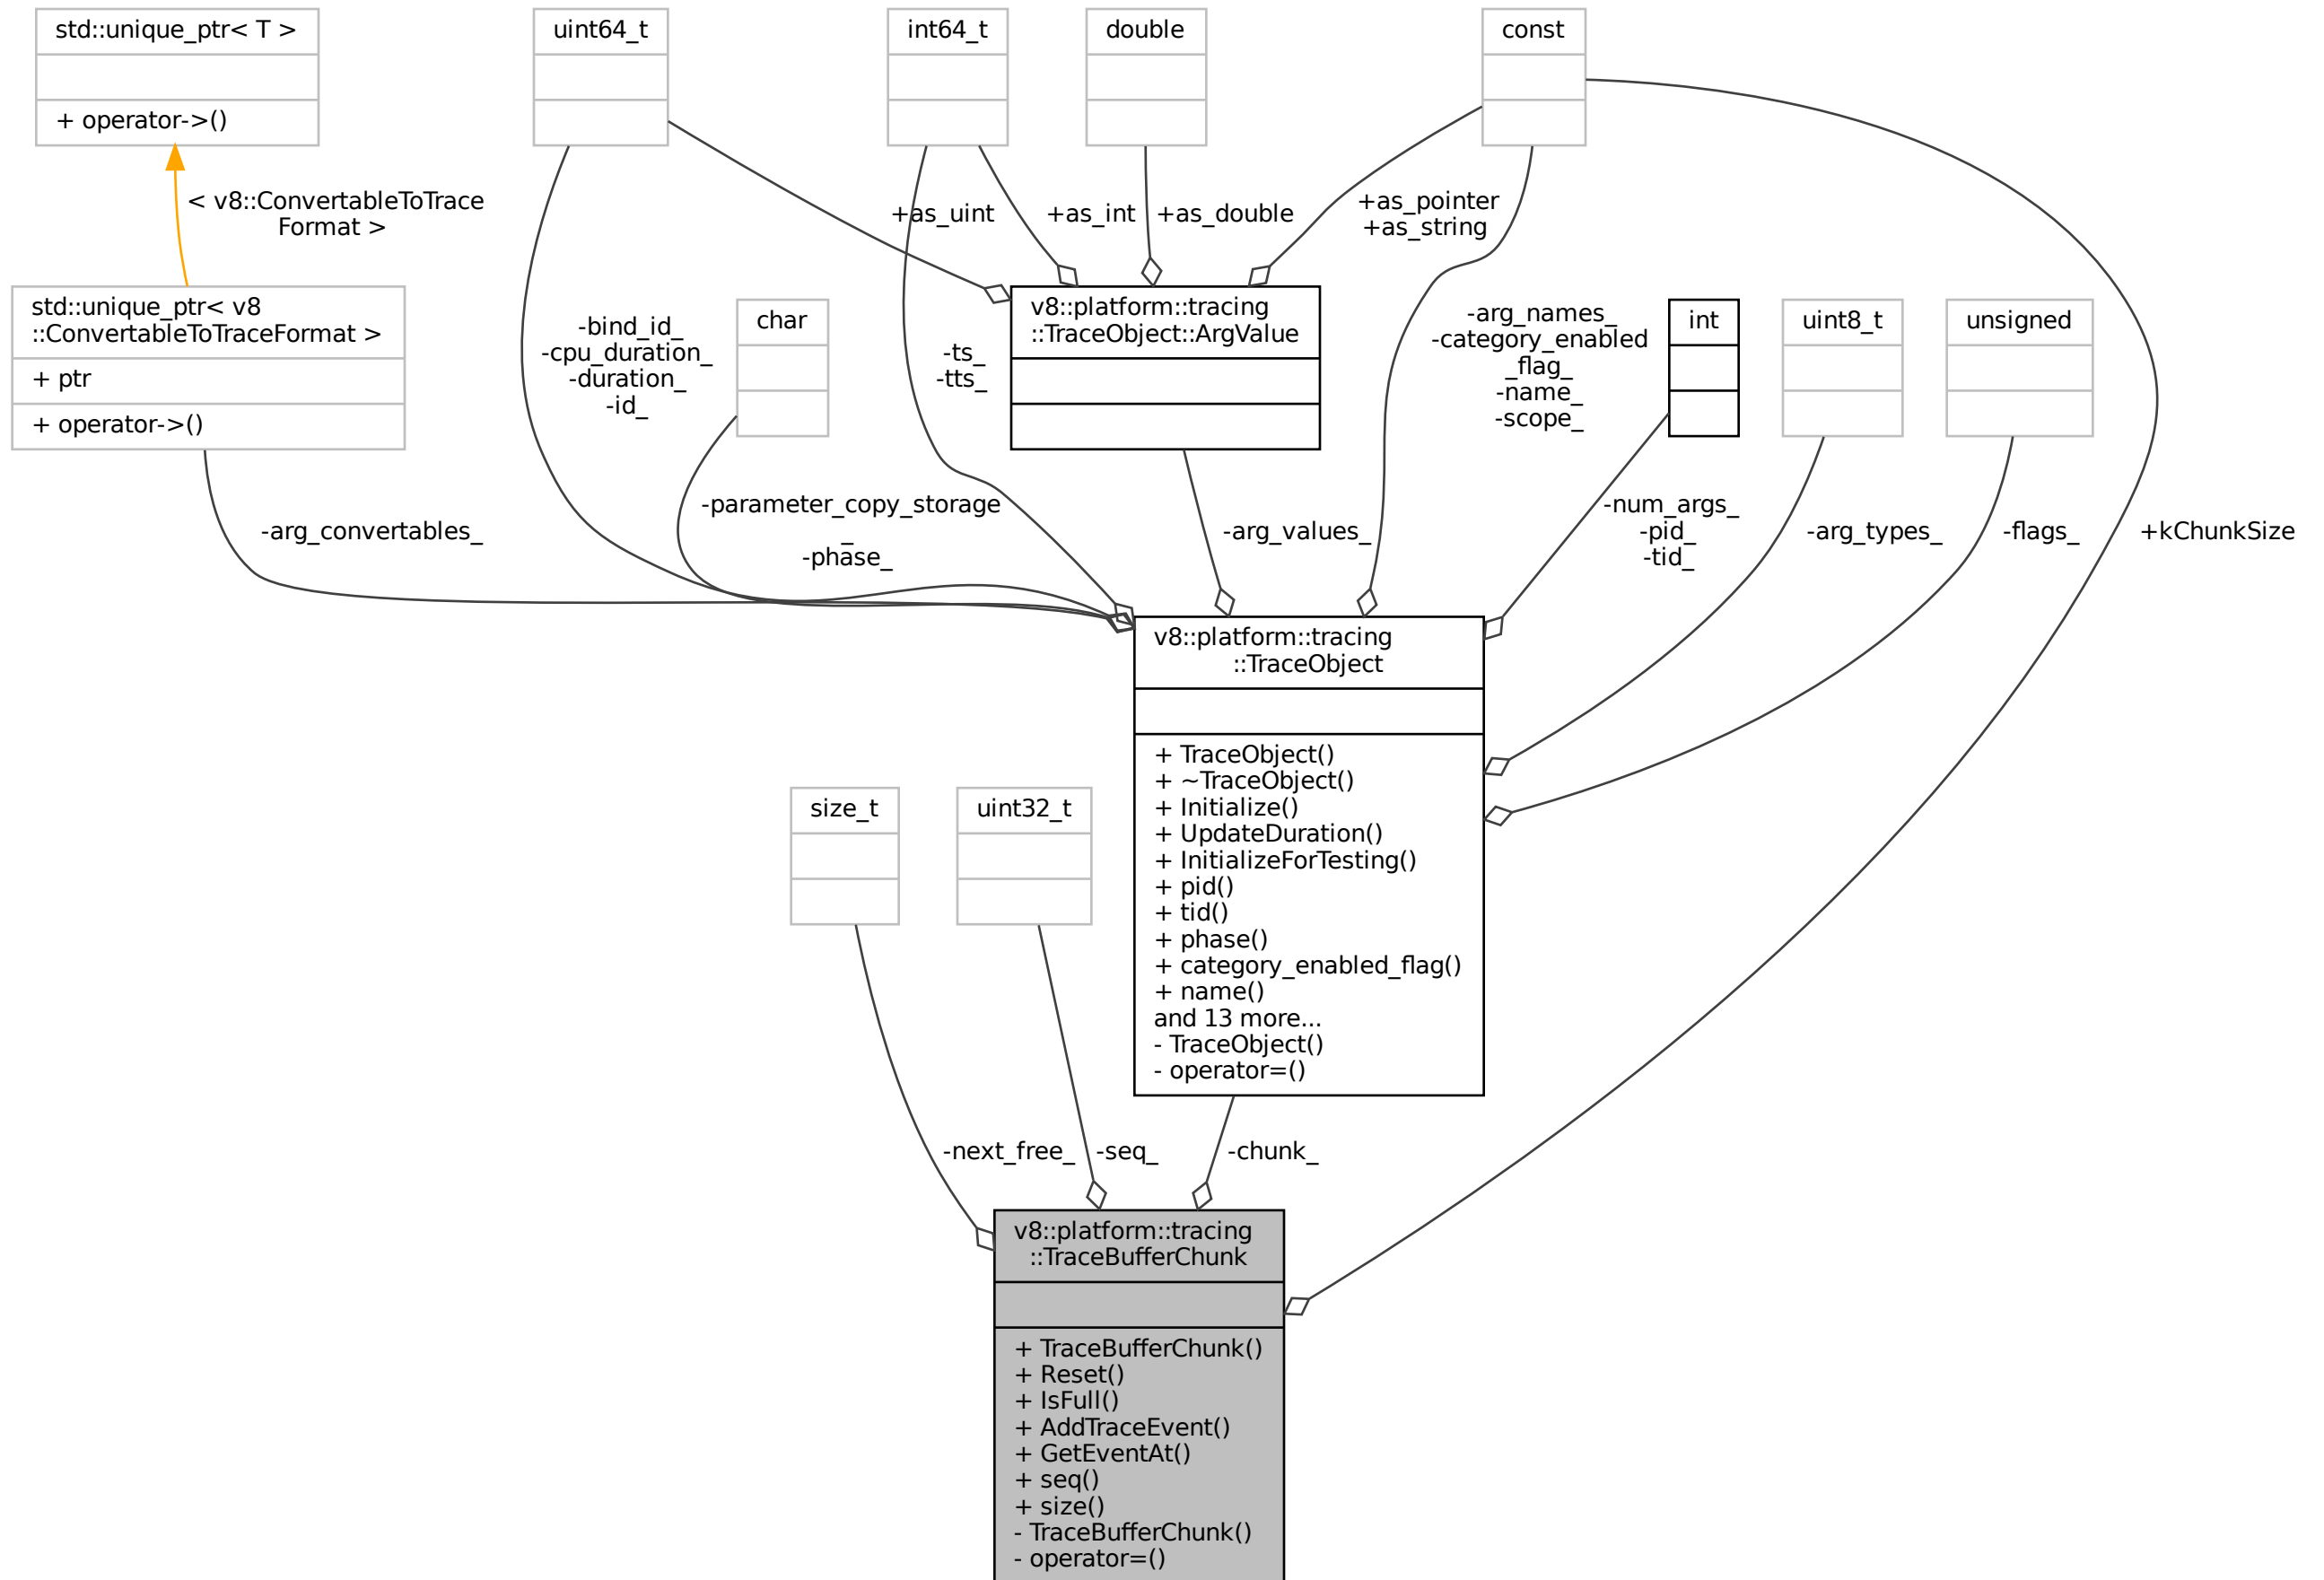 std::unique_ptr< T >
+ operator->()
uint64_t
int64_t
double
const
< v8::ConvertableToTrace
Format >
+as_uint
+as_int
+as_double
+as_pointer
+as_string
std::unique_ptr< v8
::ConvertableToTraceFormat >
+ ptr
+ operator->()
-bind_id_
-cpu_duration_
-duration_
-id_
char
-ts_
-tts_
v8::platform::tracing
::TraceObject::ArgValue
-arg_names_
-category_enabled
_flag_
-name_
-scope_
int
uint8_t
unsigned
-arg_convertables_
-parameter_copy_storage
_
-phase_
-arg_values_
-num_args_
-pid_
-tid_
-arg_types_
-flags_
+kChunkSize
v8::platform::tracing
::TraceObject
+ TraceObject()
+ ~TraceObject()
+ Initialize()
+ UpdateDuration()
+ InitializeForTesting()
+ pid()
+ tid()
+ phase()
+ category_enabled_flag()
+ name()
and 13 more...
- TraceObject()
- operator=()
size_t
uint32_t
-next_free_
-seq_
-chunk_
v8::platform::tracing
::TraceBufferChunk
+ TraceBufferChunk()
+ Reset()
+ IsFull()
+ AddTraceEvent()
+ GetEventAt()
+ seq()
+ size()
- TraceBufferChunk()
- operator=()